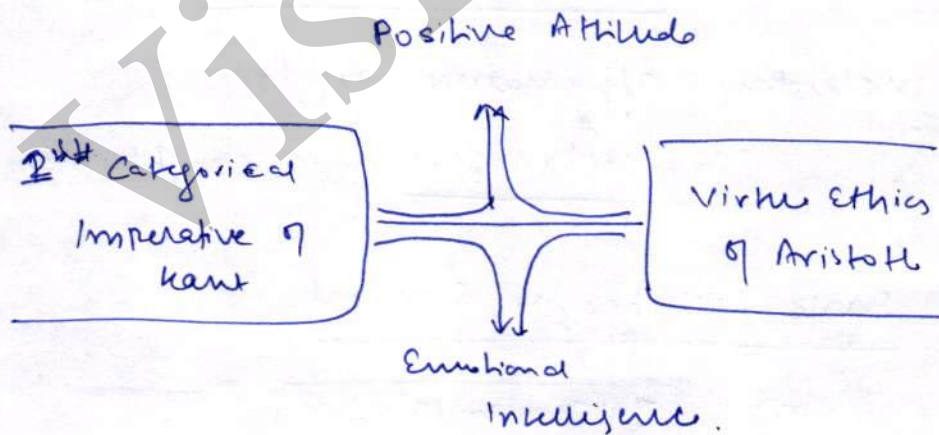 Positive Attitude
2nd Categorical
Imperative of
Kant
Virtue Ethics
of Aristotle
Emotional
Intelligence.